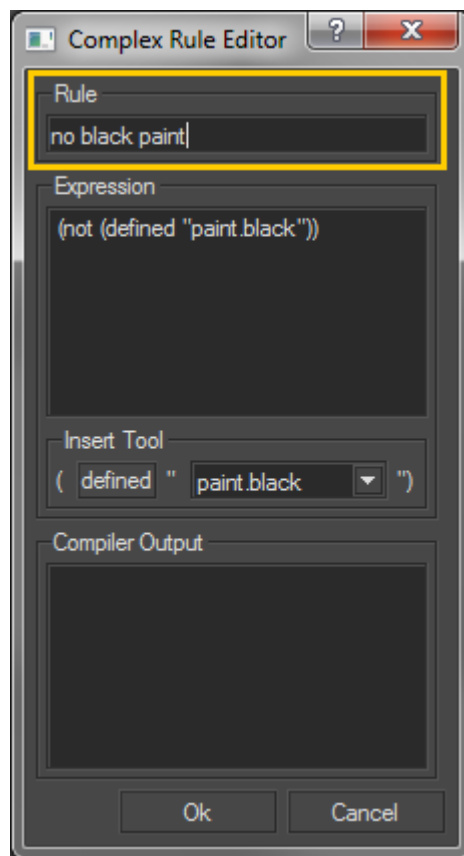 Complex Rule Editor ? X
Rule
no black paint
Expression
(not (defined "paint.black"))
Insert Tool
( defined " paint.black ")
Compiler Output
Ok Cancel